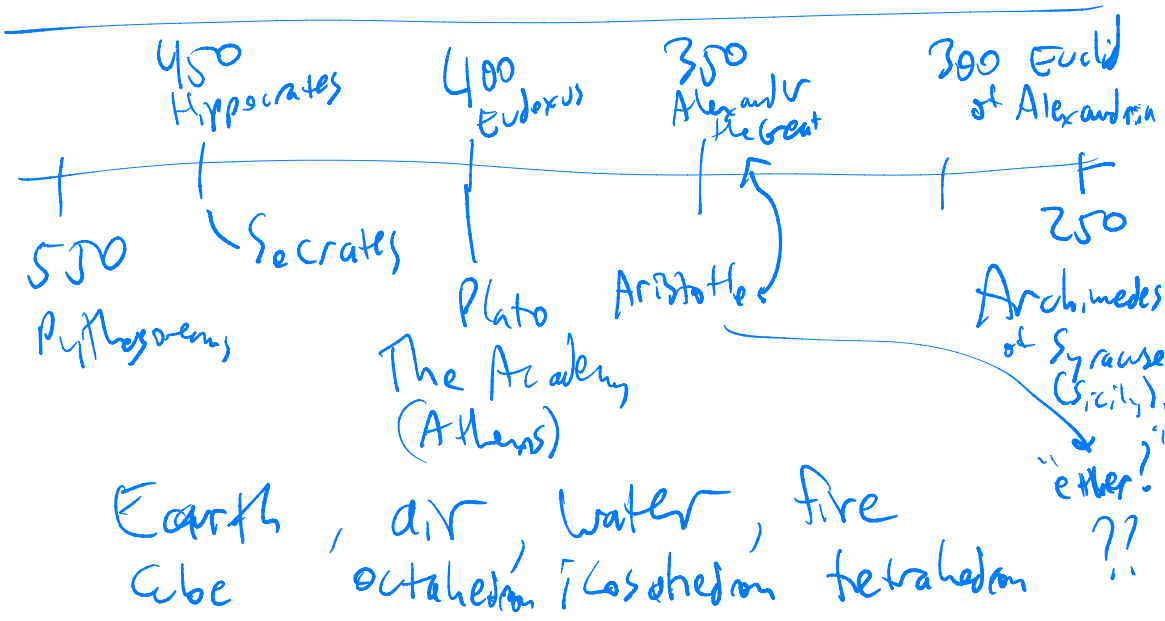 450
Hippocrates
400
Eudoxus
350
Alexander
the Great
300 Euclid
of Alexandria
550
Pythagoreans
Socrates
Plato
The Academy
(Athens)
Aristotle
250
Archimedes
of Syracuse
(Sicily).
"ether?"
??
Earth, air, water, fire
Cube octahedron icosahedron tetrahedron